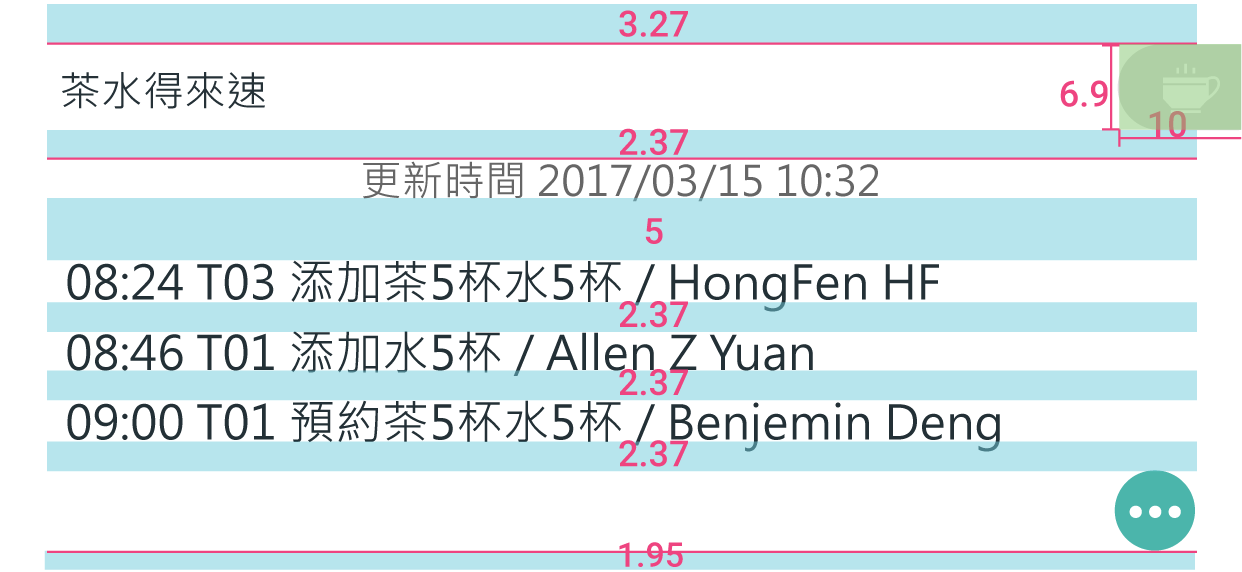 3.27
茶水得來速
6.9
10
2.37
更新時間 2017/03/15 10:32
5
08:24 T03 添加茶5杯水5杯 / HongFen HF
2.37
08:46 T01 添加水5杯 / Allen Z Yuan
2.37
09:00 T01 預約茶5杯水5杯 / Benjemin Deng
2.37
1.95